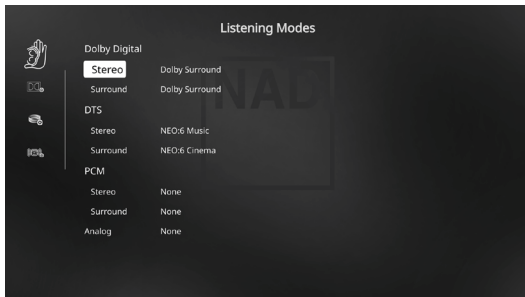 Listening Modes
Dolby Digital
Stereo Dolby Surround
Surround Dolby Surround
DTS
Stereo NEO:6 Music
Surround NEO:6 Cinema
PCM
Stereo None
Surround None
Analog None
NAD